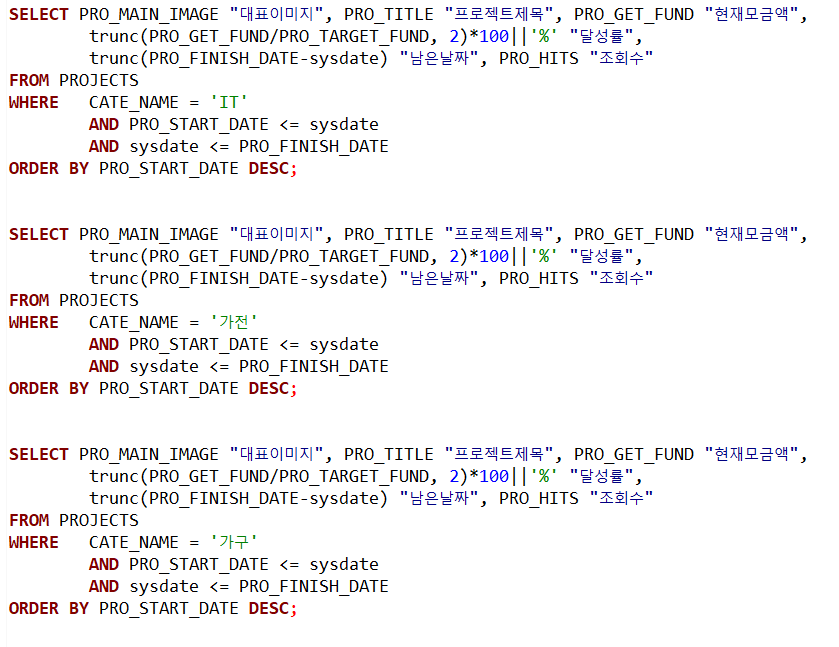 SELECT PRO_MAIN_IMAGE "대표이미지", PRO_TITLE "프로젝트제목", PRO_GET_FUND "현재모금액",
trunc(PRO_GET_FUND/PRO_TARGET_FUND, 2)*100||'%' "달성률",
trunc(PRO_FINISH_DATE-sysdate) "남은날짜", PRO_HITS "조회수"
FROM PROJECTS
WHERE CATE_NAME = 'IT'
AND PRO_START_DATE <= sysdate
AND sysdate <= PRO_FINISH_DATE
ORDER BY PRO_START_DATE DESC;
SELECT PRO_MAIN_IMAGE "대표이미지", PRO_TITLE "프로젝트제목", PRO_GET_FUND "현재모금액",
trunc(PRO_GET_FUND/PRO_TARGET_FUND, 2)*100||'%' "달성률",
trunc(PRO_FINISH_DATE-sysdate) "남은날짜", PRO_HITS "조회수"
FROM PROJECTS
WHERE CATE_NAME = '가전'
AND PRO_START_DATE <= sysdate
AND sysdate <= PRO_FINISH_DATE
ORDER BY PRO_START_DATE DESC;
SELECT PRO_MAIN_IMAGE "대표이미지", PRO_TITLE "프로젝트제목", PRO_GET_FUND "현재모금액",
trunc(PRO_GET_FUND/PRO_TARGET_FUND, 2)*100||'%' "달성률",
trunc(PRO_FINISH_DATE-sysdate) "남은날짜", PRO_HITS "조회수"
FROM PROJECTS
WHERE CATE_NAME = '가구'
AND PRO_START_DATE <= sysdate
AND sysdate <= PRO_FINISH_DATE
ORDER BY PRO_START_DATE DESC;